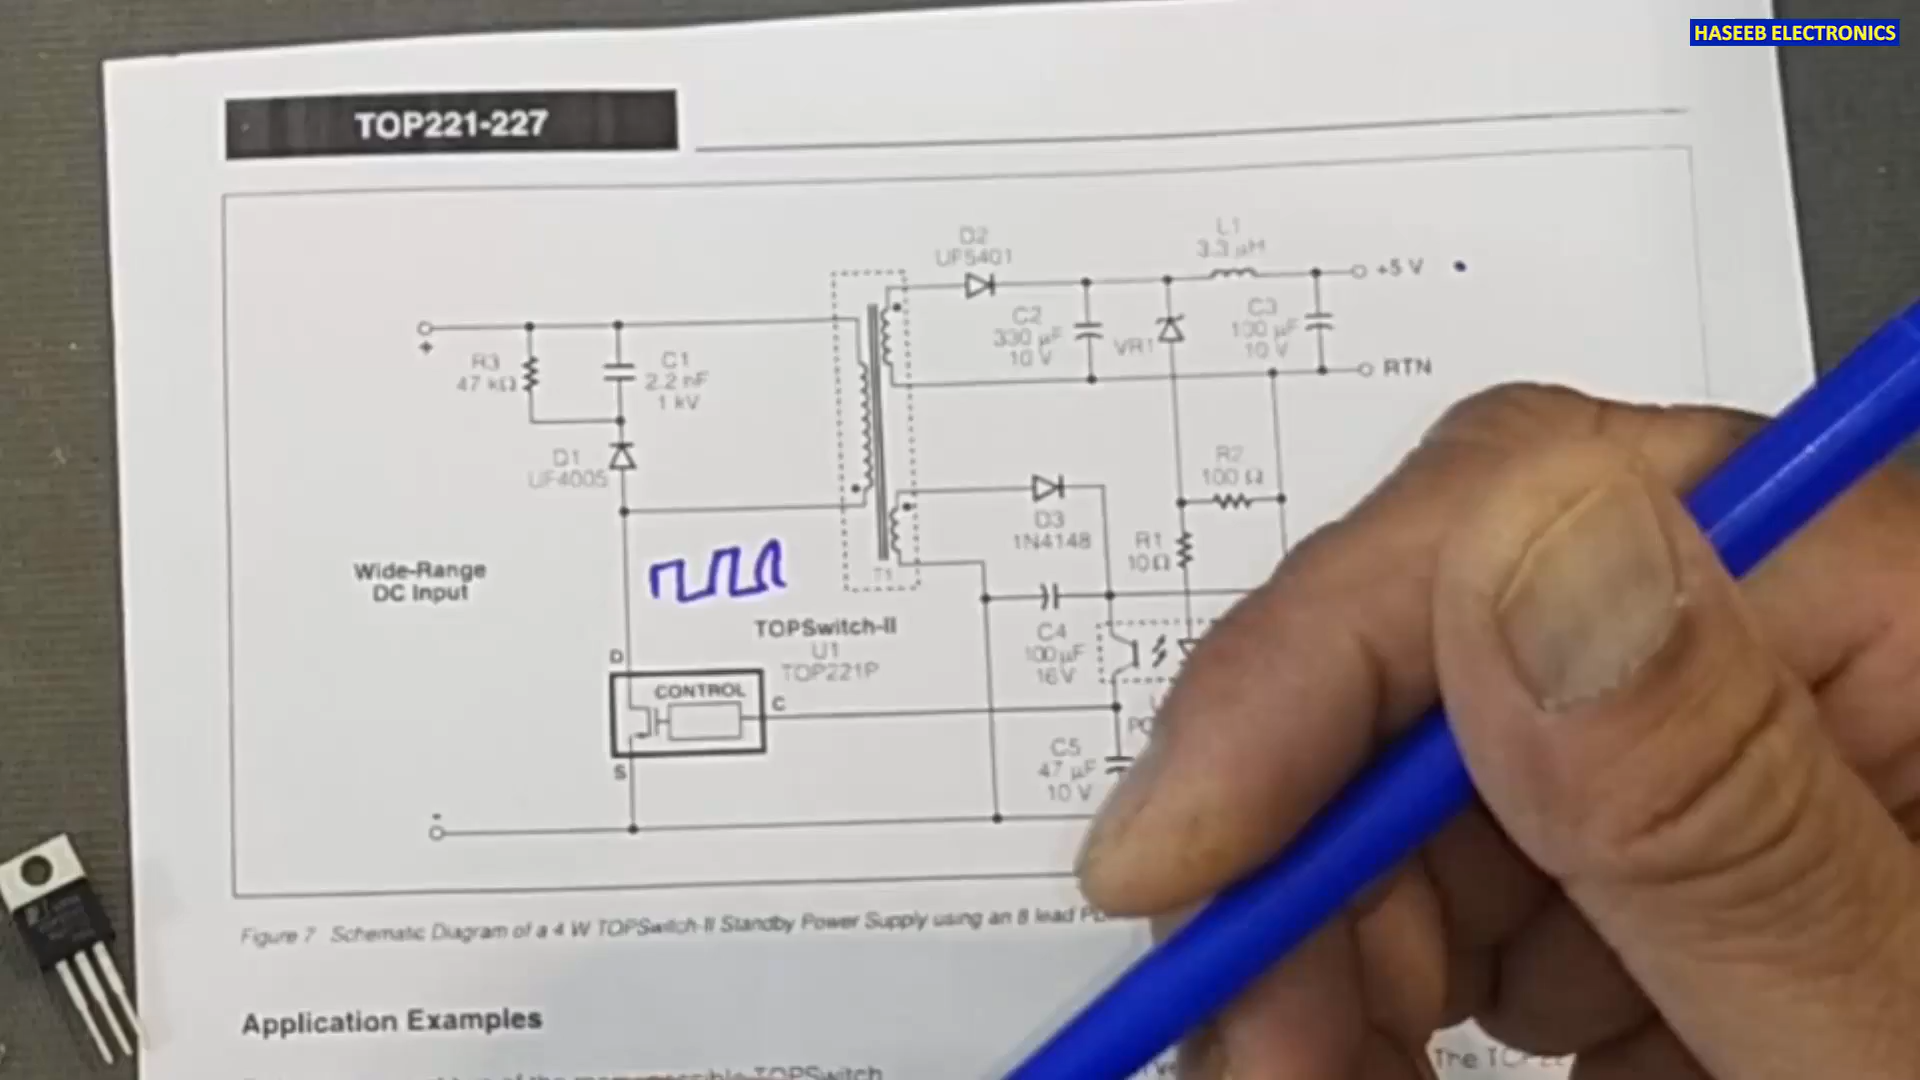 HASEEB ELECTRONICS
TOP221-227
D2
UF5401
L1
3.3 µH
+5 V
+
R3
47 kΩ
C1
2.2 nF
1 kV
C2
330 µF
10 V
VR1
C3
100 µF
10 V
RTN
D1
UF4005
R2
100 Ω
D3
1N4148
R1
10 Ω
Wide-Range
DC Input
T1
TOPSwitch-II
U1
TOP221P
C4
100 µF
16 V
D
CONTROL
C
S
C5
47 µF
10 V
-
Figure 7 Schematic Diagram of a 4 W TOPSwitch-II Standby Power Supply using an 8 lead
Application Examples
TOPSwitch
The